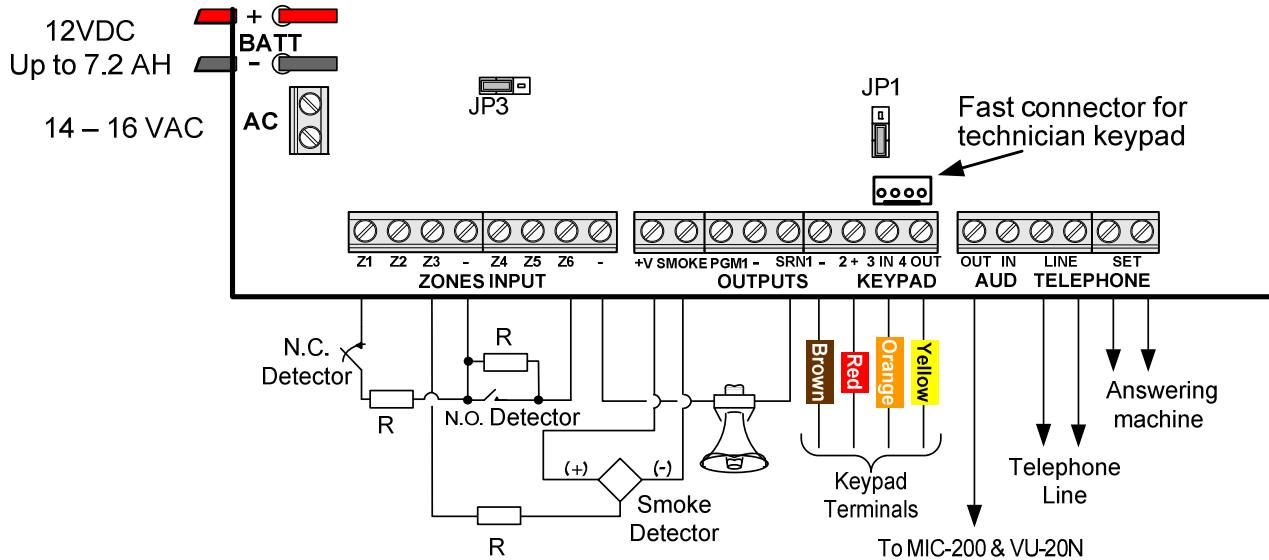 12VDC
Up to 7.2 AH
+
BATT
-
14 – 16 VAC
AC
JP3
JP1
Fast connector for
technician keypad
Z1 Z2 Z3 - Z4 Z5 Z6 -
ZONES INPUT
+V SMOKE PGM1 - SRN1 -
OUTPUTS
2 + 3 IN 4 OUT
KEYPAD
OUT IN
AUD
LINE SET
TELEPHONE
N.C.
Detector
R
R
N.O. Detector
(+) (-)
Smoke
Detector
R
Brown
Red
Orange
Yellow
Keypad
Terminals
Answering
machine
Telephone
Line
To MIC-200 & VU-20N